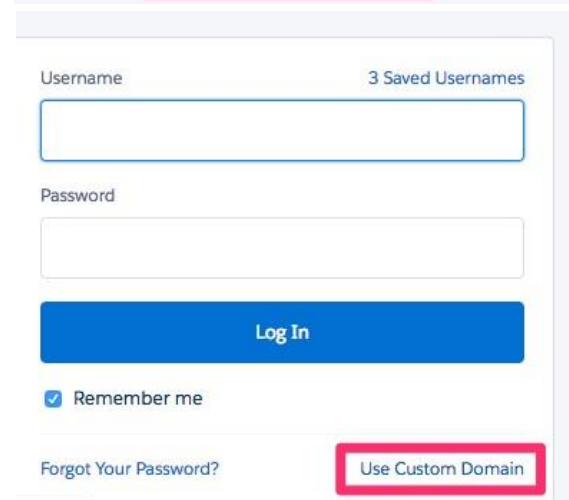 Username 3 Saved Usernames
Password
Log In
Remember me
Forgot Your Password? Use Custom Domain